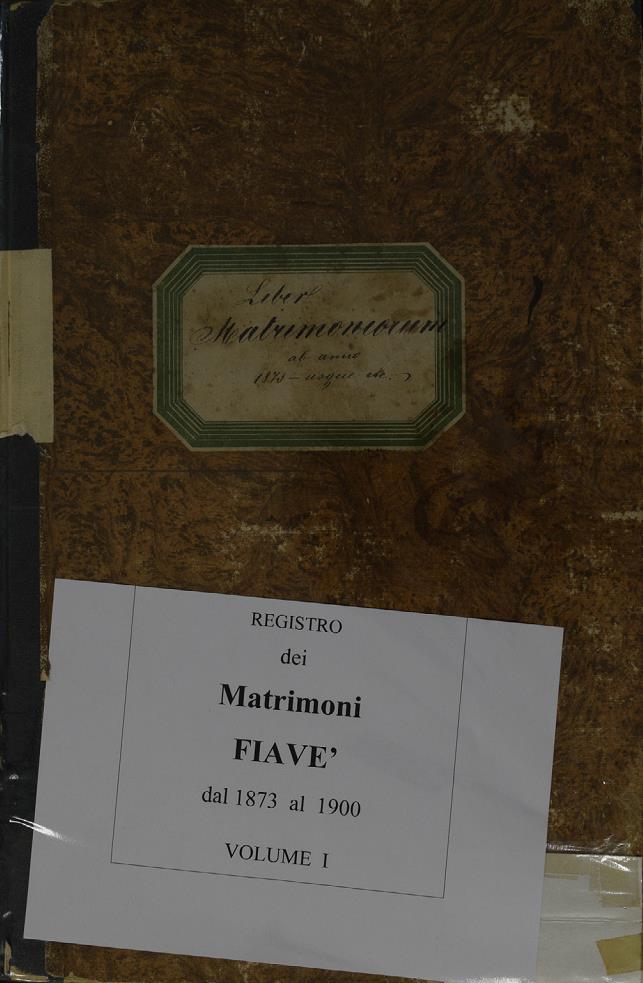 Liber
Matrimoniorum
ab anno
1873 – usque etc.
REGISTRO
dei
Matrimoni
FIAVE’
dal 1873 al 1900
VOLUME I